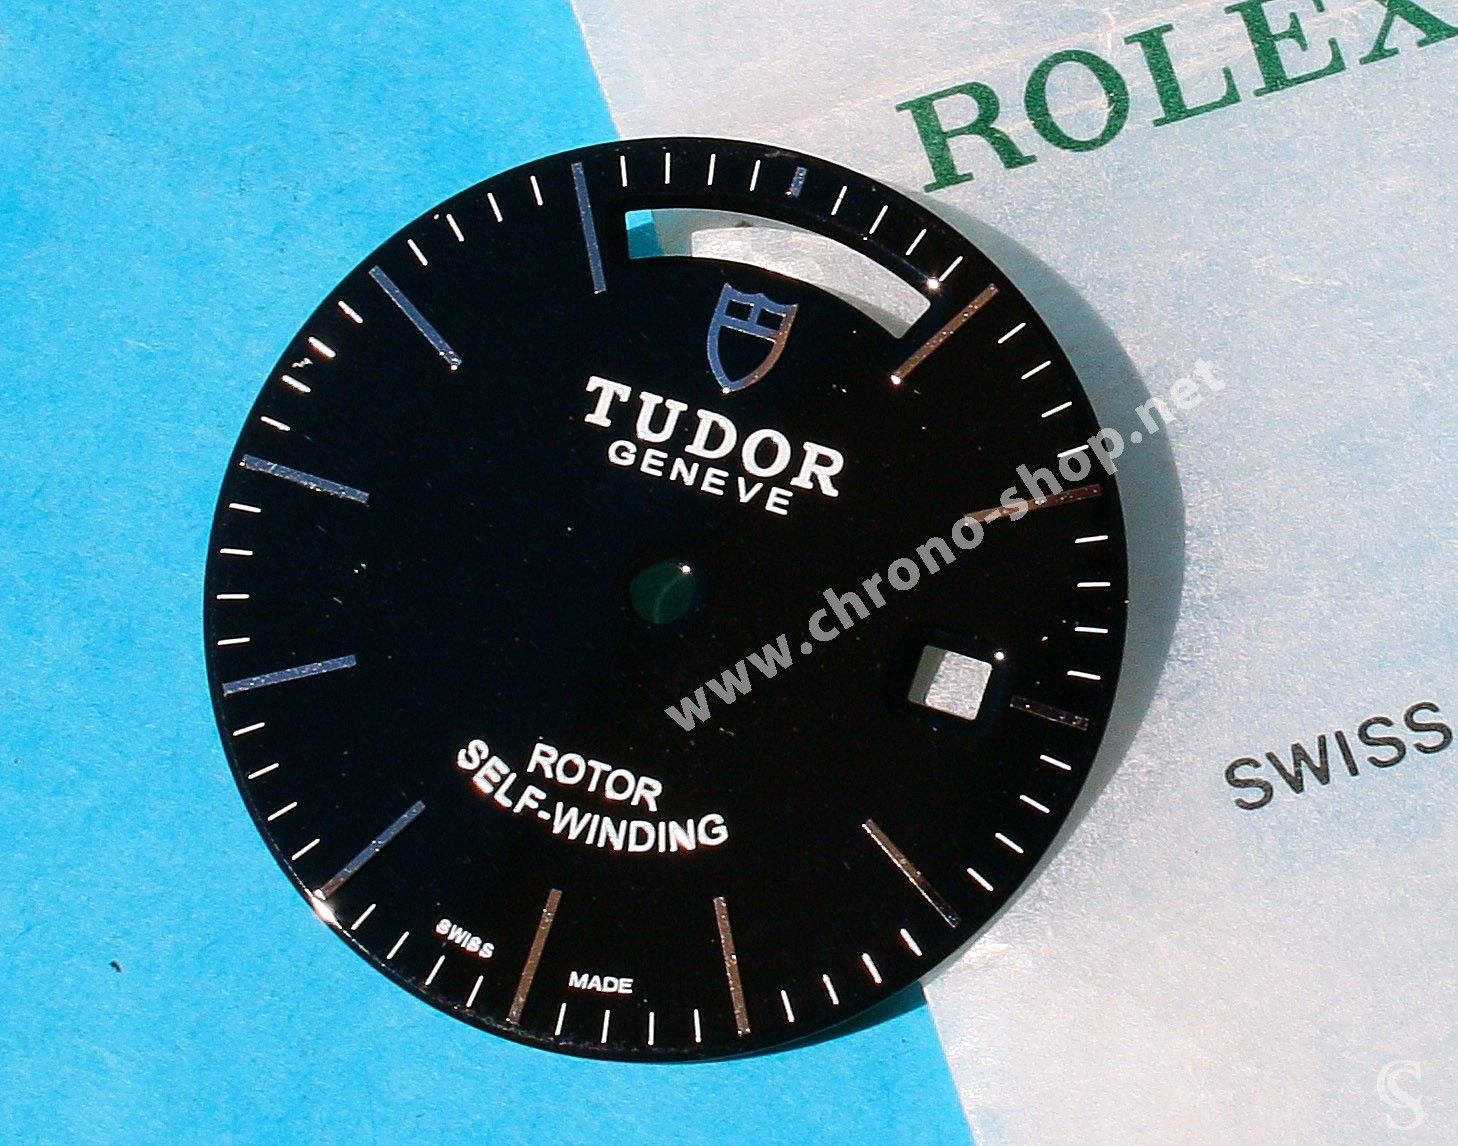 ROLEX
TUDOR
GENEVE
www.chrono-shop.net
SWISS
ROTOR
SELF-WINDING
SWISS MADE